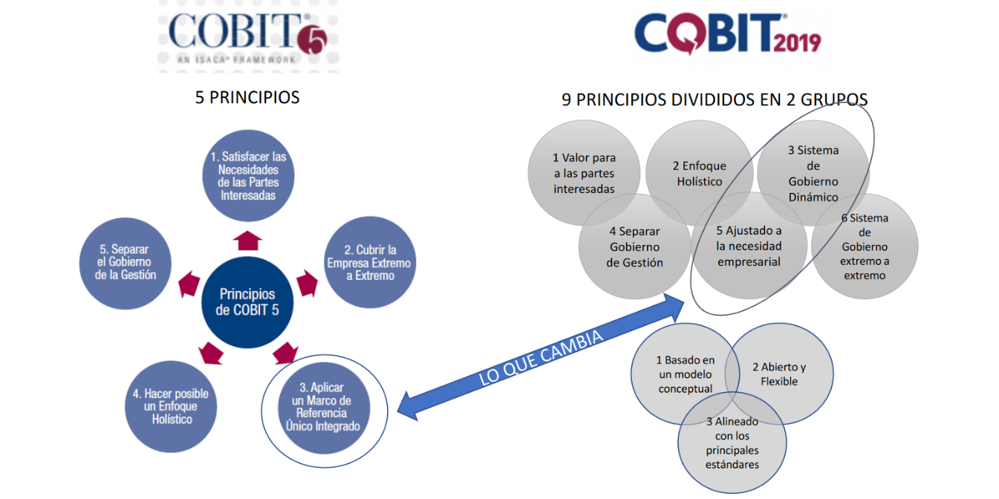 COBIT® 5
AN ISACA® FRAMEWORK
5 PRINCIPIOS
1. Satisfacer las
Necesidades
de las Partes
Interesadas
2. Cubrir la
Empresa Extremo
a Extremo
5. Separar
el Gobierno
de la Gestión
Principios
de COBIT 5
4. Hacer posible
un Enfoque
Holístico
3. Aplicar
un Marco de
Referencia
Único Integrado
LO QUE CAMBIA
COBIT® 2019
9 PRINCIPIOS DIVIDIDOS EN 2 GRUPOS
1 Valor para
a las partes
interesadas
2 Enfoque
Holístico
3 Sistema
de
Gobierno
Dinámico
4 Separar
Gobierno
de Gestión
5 Ajustado a
la necesidad
empresarial
6 Sistema
de
Gobierno
extremo a
extremo
1 Basado en
un modelo
conceptual
2 Abierto y
Flexible
3 Alineado
con los
principales
estándares